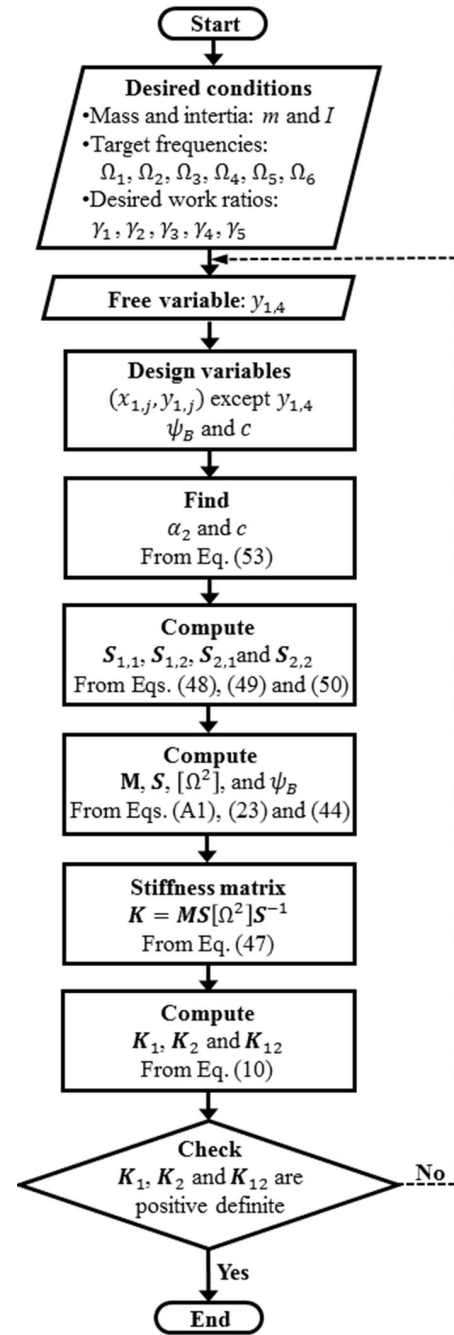 Start
Desired conditions
•Mass and intertia: m and I
•Target frequencies:
Ω₁, Ω₂, Ω₃, Ω₄, Ω₅, Ω₆
•Desired work ratios:
γ₁, γ₂, γ₃, γ₄, γ₅
Free variable: y₁,₄
Design variables
(x₁,ⱼ, y₁,ⱼ) except y₁,₄
ψ_B and c
Find
α₂ and c
From Eq. (53)
Compute
S₁,₁, S₁,₂, S₂,₁ and S₂,₂
From Eqs. (48), (49) and (50)
Compute
M, S, [Ω²], and ψ_B
From Eqs. (A1), (23) and (44)
Stiffness matrix
K = MS[Ω²]S⁻¹
From Eq. (47)
Compute
K₁, K₂ and K₁₂
From Eq. (10)
Check
K₁, K₂ and K₁₂ are
positive definite
No
Yes
End